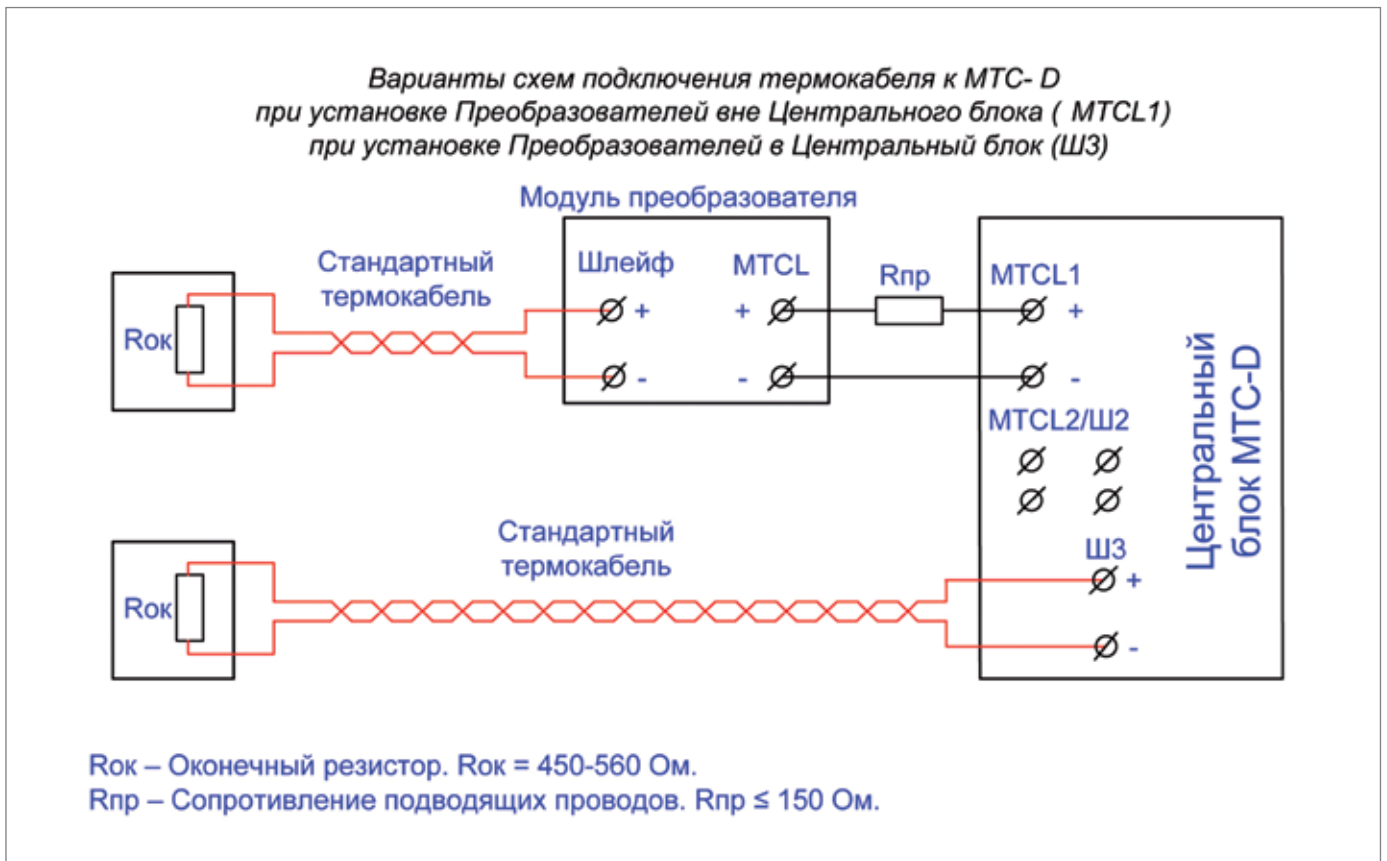 Варианты схем подключения термокабеля к МТС- D
при установке Преобразователей вне Центрального блока ( MTCL1)
при установке Преобразователей в Центральный блок (Ш3)
Модуль преобразователя
Стандартный
термокабель
Шлейф
MTCL
Rпр
MTCL1
Rок
+
+
+
-
-
-
MTCL2/Ш2
Центральный
блок МТС-D
Стандартный
термокабель
Ш3
Rок
+
-
Rок – Оконечный резистор. Rок = 450-560 Ом.
Rпр – Сопротивление подводящих проводов. Rпр ≤ 150 Ом.